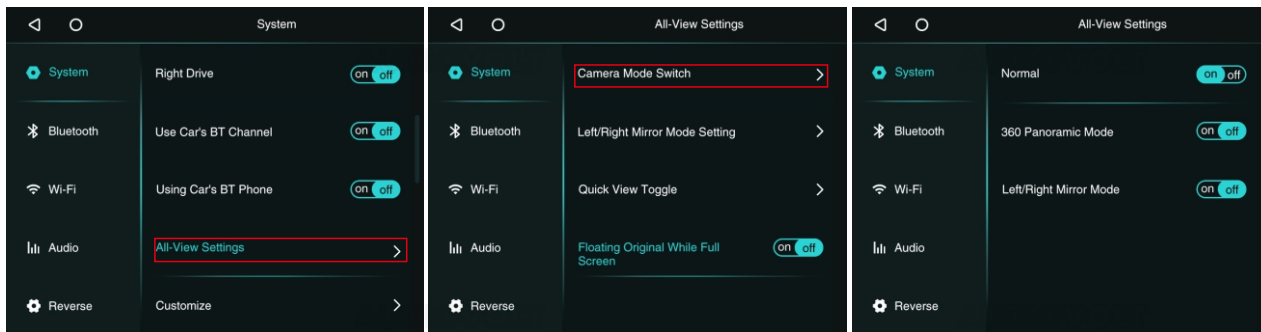 System
System
Right Drive
on off
Bluetooth
Use Car's BT Channel
on off
Wi-Fi
Using Car's BT Phone
on off
Audio
All-View Settings
Reverse
Customize
All-View Settings
System
Camera Mode Switch
Bluetooth
Left/Right Mirror Mode Setting
Wi-Fi
Quick View Toggle
Audio
Floating Original While Full
Screen
on off
Reverse
All-View Settings
System
Normal
on off
Bluetooth
360 Panoramic Mode
on off
Wi-Fi
Left/Right Mirror Mode
on off
Audio
Reverse